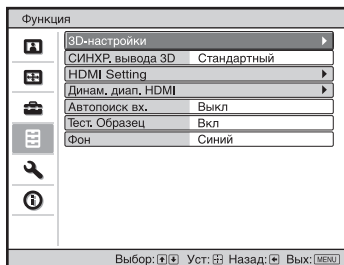 Функция
3D-настройки
СИНХР. вывода 3D Стандартный
HDMI Setting
Динам. диап. HDMI
Автопоиск вх. Выкл
Тест. Образец Вкл
Фон Синий
Выбор: Уст: Назад: Вых: MENU